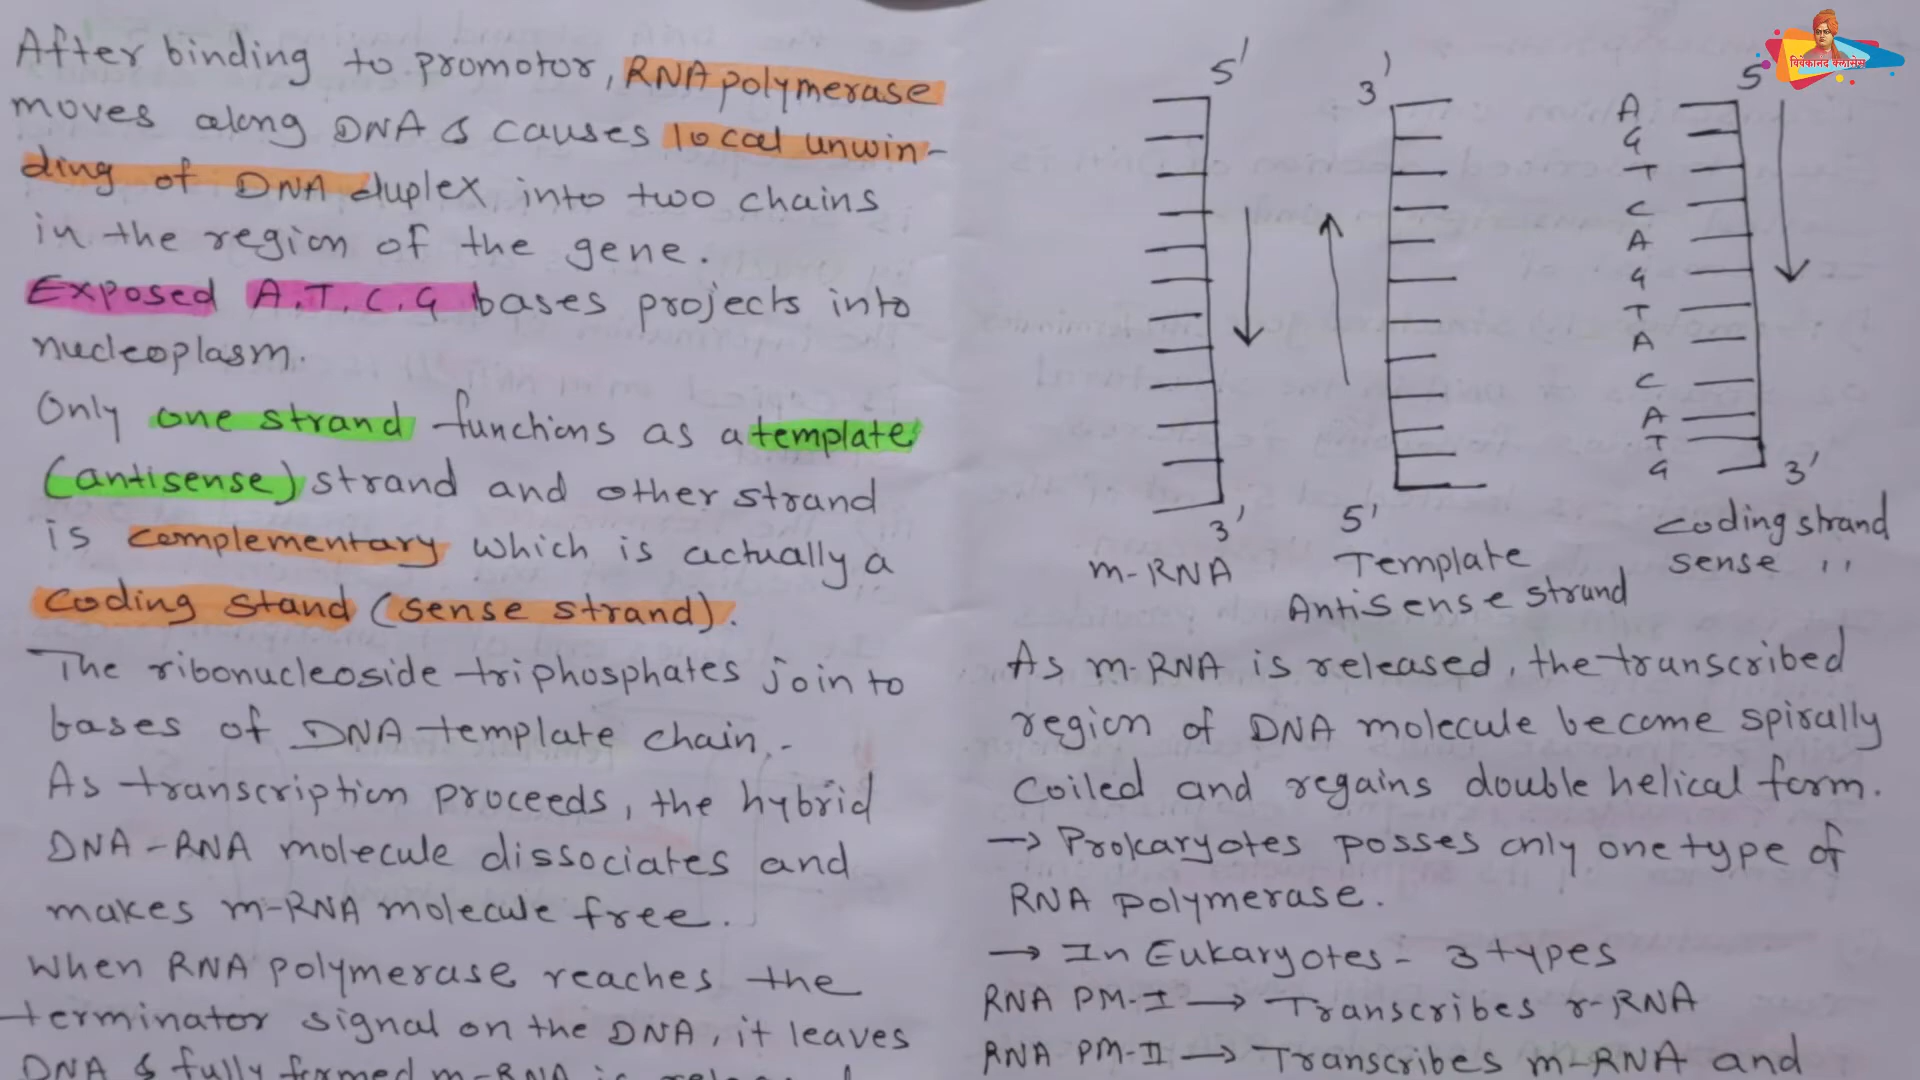 After binding to promotor, RNA polymerase
moves along DNA & causes local unwin-
ding of DNA duplex into two chains
in the region of the gene.
Exposed A.T.C.G bases projects into
nucleoplasm.
Only one strand functions as a template
(antisense) strand and other strand
is complementary which is actually a
coding stand (sense strand).
The ribonucleoside triphosphates join to
bases of DNA template chain.-
As transcription proceeds, the hybrid
DNA-RNA molecule dissociates and
makes m-RNA molecule free.
When RNA polymerase reaches the
terminator signal on the DNA, it leaves
DNA & fully formed m-RNA is
5'
3'
5'
A
G
T
C
A
G
T
A
C
A
T
G
3'
5'
3'
m-RNA
Template
Antisense strand
Coding strand
sense ,,
As m-RNA is released, the transcribed
region of DNA molecule become spirally
coiled and regains double helical form.
→ Prokaryotes posses only one type of
RNA polymerase.
→ In Eukaryotes - 3 types
RNA PM-I → Transcribes r-RNA
RNA PM-II → Transcribes m-RNA and
विवेकानंद क्लासेस